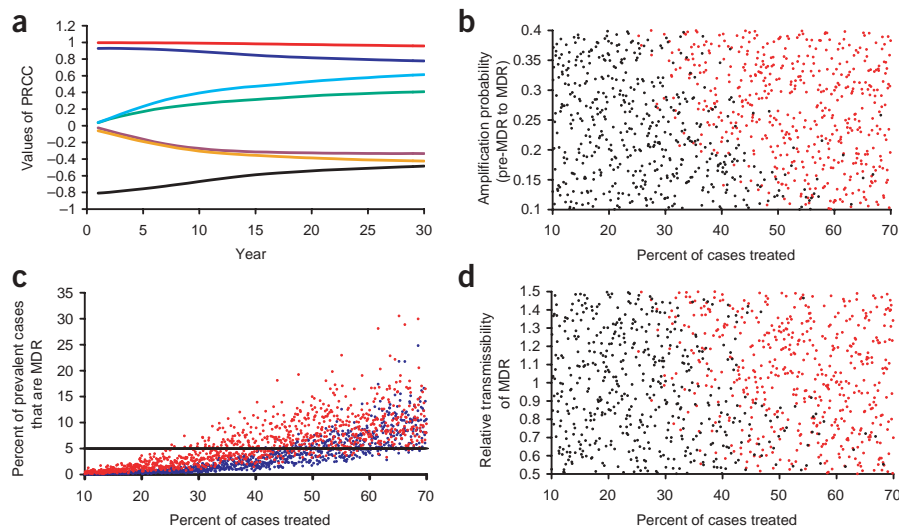 a
1.2
1
0.8
0.6
0.4
0.2
0
–0.2
–0.4
–0.6
–0.8
–1
Values of PRCC
0 5 10 15 20 25 30
Year
b
0.4
0.35
0.3
0.25
0.2
0.15
0.1
Amplification probability
(pre-MDR to MDR)
10 20 30 40 50 60 70
Percent of cases treated
c
35
30
25
20
15
10
5
0
Percent of prevalent cases
that are MDR
10 20 30 40 50 60 70
Percent of cases treated
d
1.5
1.4
1.3
1.2
1.1
1
0.9
0.8
0.7
0.6
0.5
Relative transmissibility
of MDR
10 20 30 40 50 60 70
Percent of cases treated